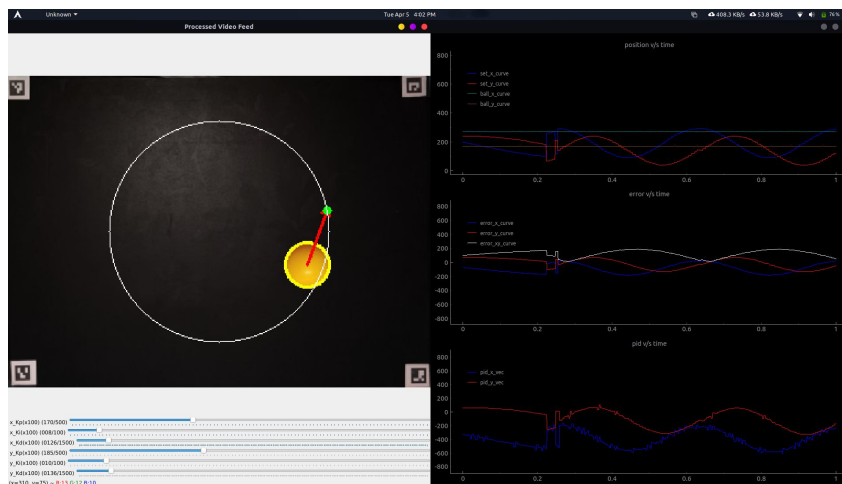 Unknown
Tue Apr 5 4:02 PM
408.3 KB/s 53.8 KB/s 76%
Processed Video Feed
position v/s time
800
set_x_curve
set_y_curve
600
ball_x_curve
ball_y_curve
400
200
0
0 0.2 0.4 0.6 0.8 1
error v/s time
800
600
error_x_curve
400
error_y_curve
200
error_xy_curve
0
-200
-400
-600
-800
0 0.2 0.4 0.6 0.8 1
pid v/s time
800
600
pid_x_vec
400
pid_y_vec
200
0
-200
-400
-600
-800
0 0.2 0.4 0.6 0.8 1
x_Kp(x100) (170/500)
x_Ki(x100) (008/100)
x_Kd(x100) (0126/1500)
y_Kp(x100) (185/500)
y_Ki(x100) (010/100)
y_Kd(x100) (0136/1500)
(x=310, y=75) ~ R:13 G:12 B:10